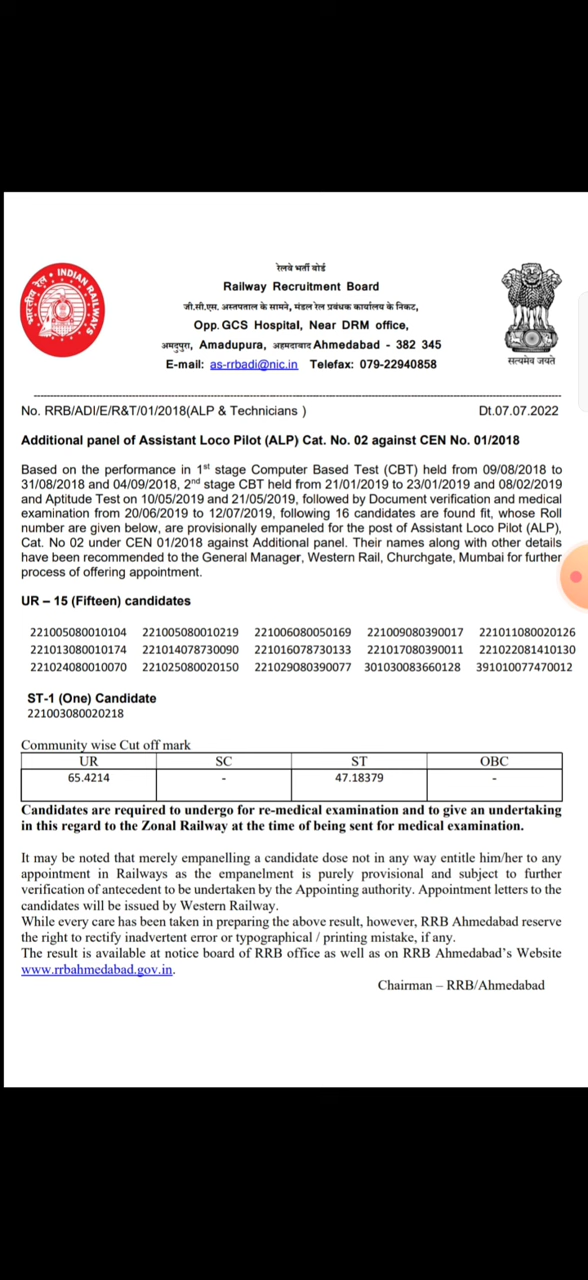 रेलवे भर्ती बोर्ड
Railway Recruitment Board
जी.सी.एस. अस्तपताल के सामने, मंडल रेल प्रबंधक कार्यालय के निकट,
Opp. GCS Hospital, Near DRM office,
अमदुपुरा, Amadupura, अहमदाबाद Ahmedabad - 382 345
E-mail: as-rrbadi@nic.in Telefax: 079-22940858
भारतीय रेल • INDIAN RAILWAYS
सत्यमेव जयते
No. RRB/ADI/E/R&T/01/2018(ALP & Technicians ) Dt.07.07.2022
Additional panel of Assistant Loco Pilot (ALP) Cat. No. 02 against CEN No. 01/2018
Based on the performance in 1st stage Computer Based Test (CBT) held from 09/08/2018 to
31/08/2018 and 04/09/2018, 2nd stage CBT held from 21/01/2019 to 23/01/2019 and 08/02/2019
and Aptitude Test on 10/05/2019 and 21/05/2019, followed by Document verification and medical
examination from 20/06/2019 to 12/07/2019, following 16 candidates are found fit, whose Roll
number are given below, are provisionally empaneled for the post of Assistant Loco Pilot (ALP),
Cat. No 02 under CEN 01/2018 against Additional panel. Their names along with other details
have been recommended to the General Manager, Western Rail, Churchgate, Mumbai for further
process of offering appointment.
UR – 15 (Fifteen) candidates
221005080010104 221005080010219 221006080050169 221009080390017 221011080020126
221013080010174 221014078730090 221016078730133 221017080390011 221022081410130
221024080010070 221025080020150 221029080390077 301030083660128 391010077470012
ST-1 (One) Candidate
221003080020218
Community wise Cut off mark
UR SC ST OBC
65.4214 - 47.18379 -
Candidates are required to undergo for re-medical examination and to give an undertaking
in this regard to the Zonal Railway at the time of being sent for medical examination.
It may be noted that merely empanelling a candidate dose not in any way entitle him/her to any
appointment in Railways as the empanelment is purely provisional and subject to further
verification of antecedent to be undertaken by the Appointing authority. Appointment letters to the
candidates will be issued by Western Railway.
While every care has been taken in preparing the above result, however, RRB Ahmedabad reserve
the right to rectify inadvertent error or typographical / printing mistake, if any.
The result is available at notice board of RRB office as well as on RRB Ahmedabad's Website
www.rrbahmedabad.gov.in.
Chairman – RRB/Ahmedabad